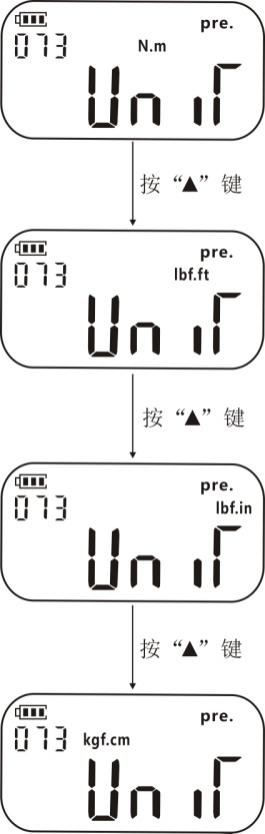 pre.
073 N.m
Unit
按“▲”键
pre.
073 lbf.ft
Unit
按“▲”键
pre.
073 lbf.in
Unit
按“▲”键
pre.
073 kgf.cm
Unit